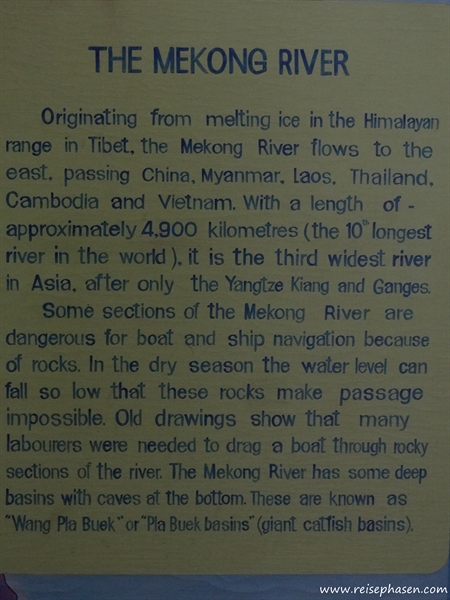 THE MEKONG RIVER
Originating from melting ice in the Himalayan
range in Tibet, the Mekong River flows to the
east, passing China, Myanmar, Laos, Thailand,
Cambodia and Vietnam. With a length of -
approximately 4,900 kilometres (the 10th longest
river in the world), it is the third widest river
in Asia, after only the Yangtze Kiang and Ganges.
Some sections of the Mekong River are
dangerous for boat and ship navigation because
of rocks. In the dry season the water level can
fall so low that these rocks make passage
impossible. Old drawings show that many
labourers were needed to drag a boat through rocky
sections of the river. The Mekong River has some deep
basins with caves at the bottom. These are known as
"Wang Pla Buek" or "Pla Buek basins" (giant catfish basins).
www.reisephasen.com